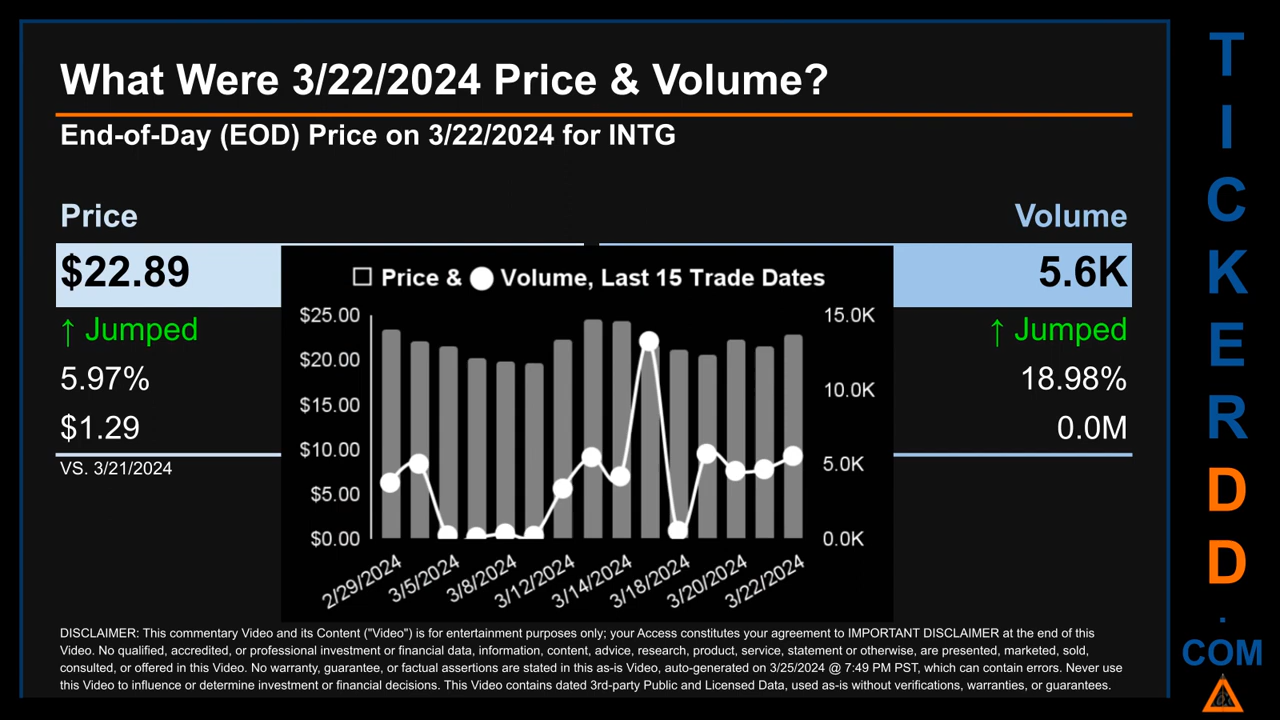 What Were 3/22/2024 Price & Volume?
End-of-Day (EOD) Price on 3/22/2024 for INTG
Price
Volume
$22.89
5.6K
↑ Jumped
↑ Jumped
5.97%
18.98%
$1.29
0.0M
VS. 3/21/2024
Price & Volume, Last 15 Trade Dates
$25.00
$20.00
$15.00
$10.00
$5.00
$0.00
15.0K
10.0K
5.0K
0.0K
2/29/2024
3/5/2024
3/8/2024
3/12/2024
3/14/2024
3/18/2024
3/20/2024
3/22/2024
DISCLAIMER: This commentary Video and its Content ("Video") is for entertainment purposes only; your Access constitutes your agreement to IMPORTANT DISCLAIMER at the end of this
Video. No qualified, accredited, or professional investment or financial data, information, content, advice, research, product, service, statement or otherwise, are presented, marketed, sold,
consulted, or offered in this Video. No warranty, guarantee, or factual assertions are stated in this as-is Video, auto-generated on 3/25/2024 @ 7:49 PM PST, which can contain errors. Never use
this Video to influence or determine investment or financial decisions. This Video contains dated 3rd-party Public and Licensed Data, used as-is without verifications, warranties, or guarantees.
T
I
C
K
E
R
D
D
.
COM